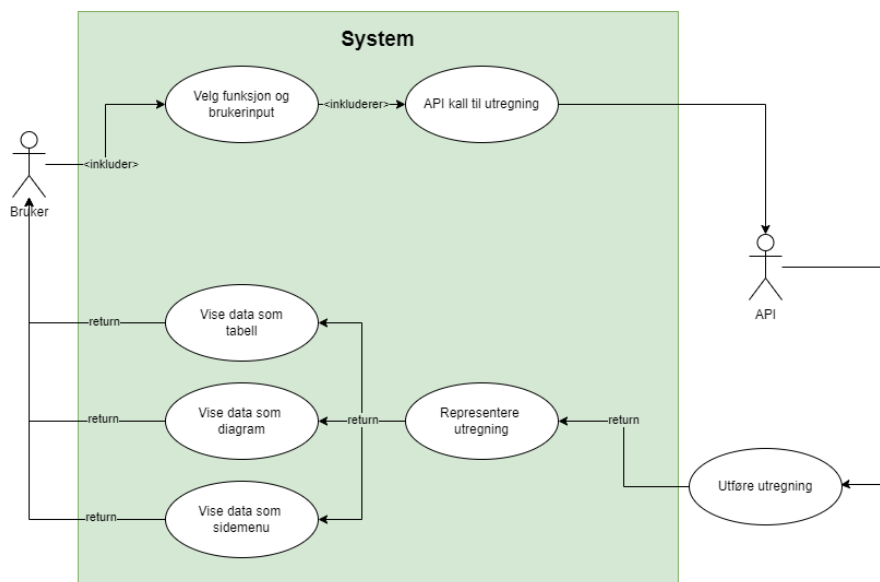 System
Velg funksjon og
brukerinput
<inkluderer>
API kall til utregning
<inkluder>
Bruker
API
Vise data som
tabell
return
Vise data som
diagram
return
return
Representere
utregning
return
Utføre utregning
Vise data som
sidemenu
return